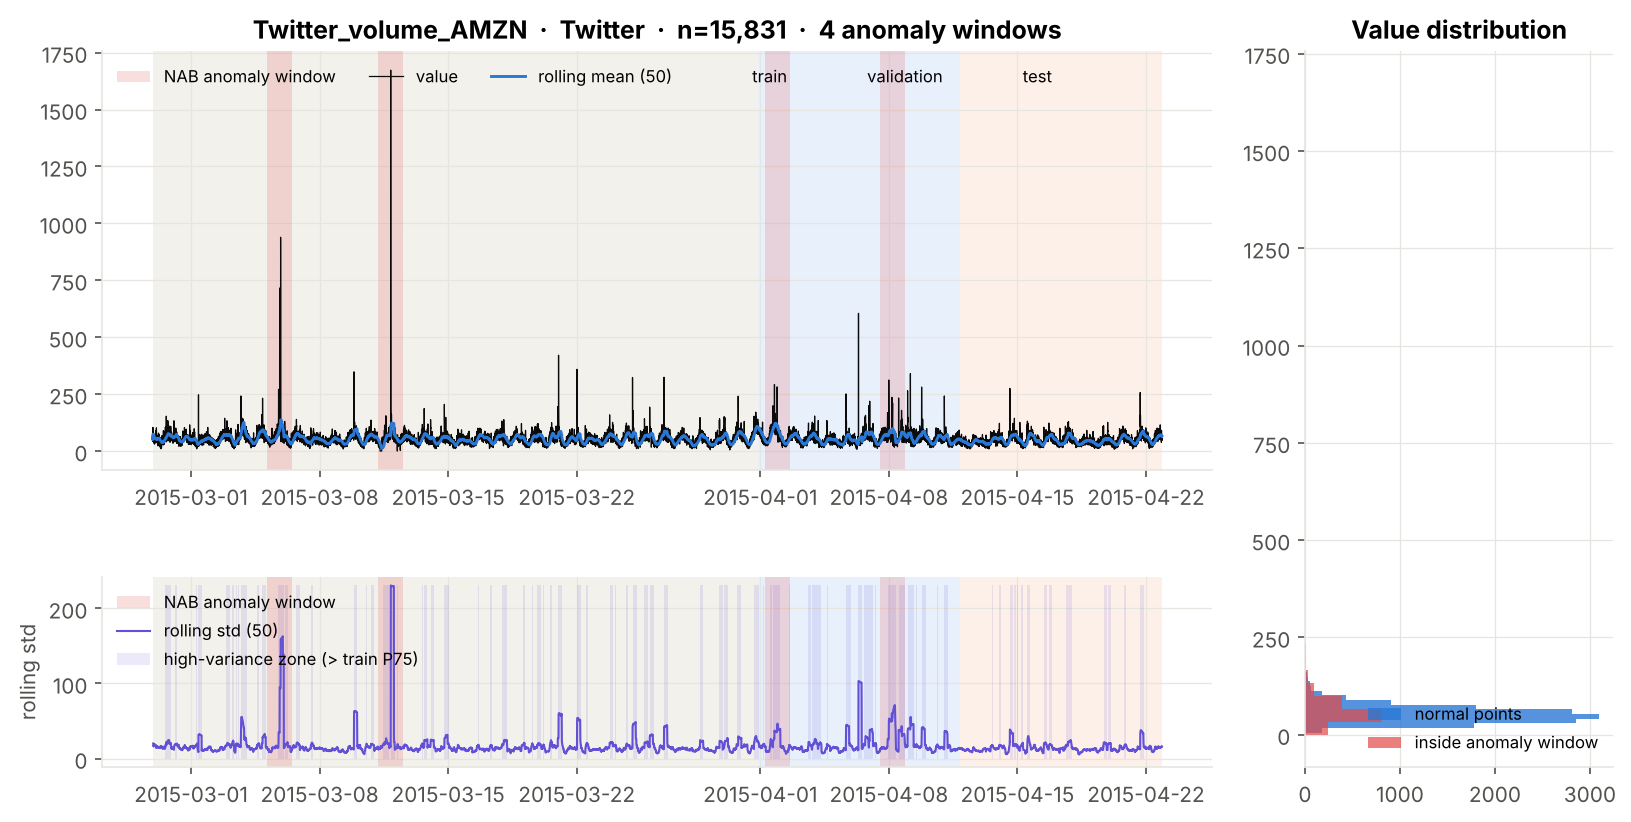 Twitter_volume_AMZN · Twitter · n=15,831 · 4 anomaly windows
NAB anomaly window
value
rolling mean (50)
train
validation
test
1750
1500
1250
1000
750
500
250
0
2015-03-01
2015-03-08
2015-03-15
2015-03-22
2015-04-01
2015-04-08
2015-04-15
2015-04-22
rolling std
NAB anomaly window
rolling std (50)
high-variance zone (> train P75)
200
100
0
2015-03-01
2015-03-08
2015-03-15
2015-03-22
2015-04-01
2015-04-08
2015-04-15
2015-04-22
Value distribution
1750
1500
1250
1000
750
500
250
0
normal points
inside anomaly window
0
1000
2000
3000